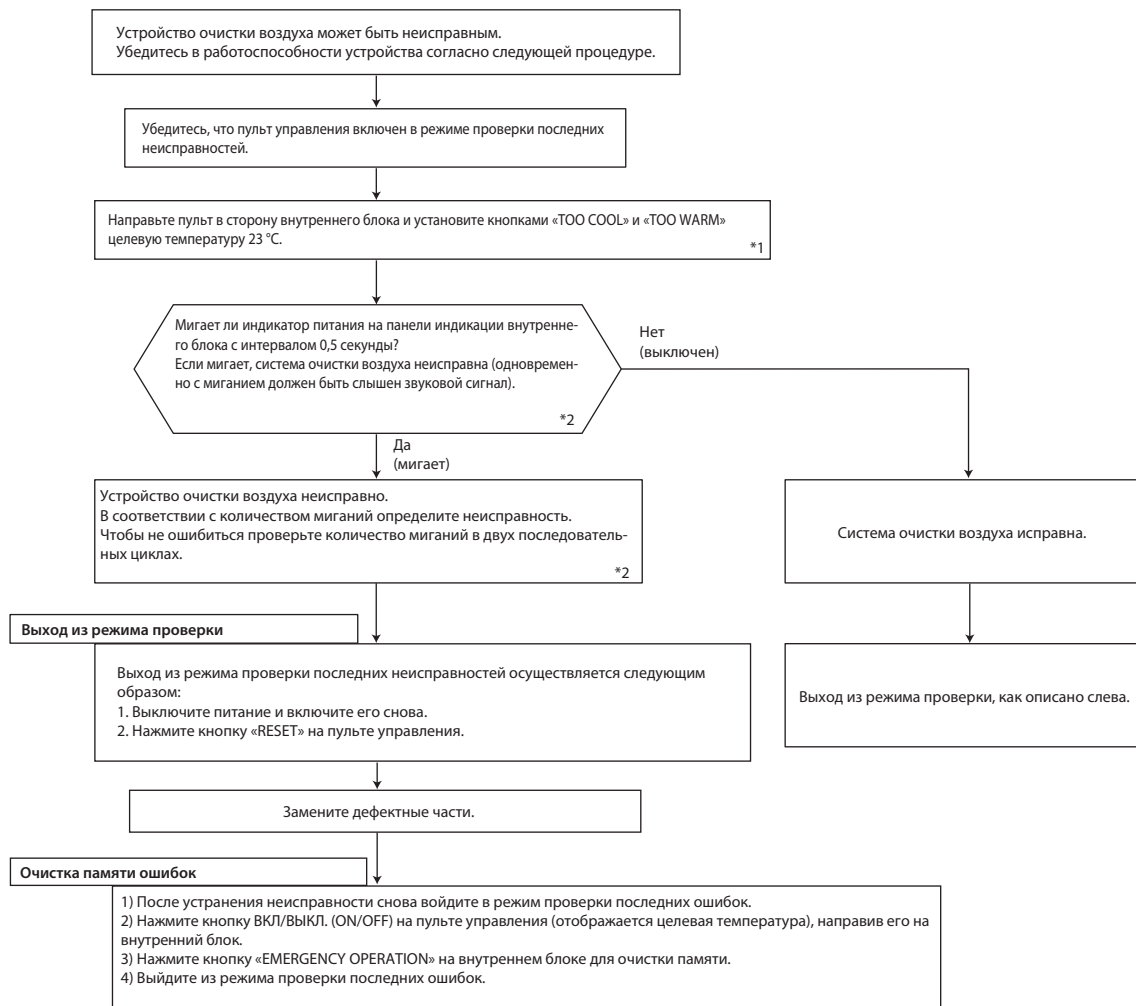 Устройство очистки воздуха может быть неисправным.
Убедитесь в работоспособности устройства согласно следующей процедуре.
Убедитесь, что пульт управления включен в режиме проверки последних
неисправностей.
Направьте пульт в сторону внутреннего блока и установите кнопками «TOO COOL» и «TOO WARM»
целевую температуру 23 °C.
*1
Мигает ли индикатор питания на панели индикации внутренне-
го блока с интервалом 0,5 секунды?
Если мигает, система очистки воздуха неисправна (одновремен-
но с миганием должен быть слышен звуковой сигнал).
*2
Нет
(выключен)
Да
(мигает)
Устройство очистки воздуха неисправно.
В соответствии с количеством миганий определите неисправность.
Чтобы не ошибиться проверьте количество миганий в двух последователь-
ных циклах.
*2
Система очистки воздуха исправна.
Выход из режима проверки
Выход из режима проверки последних неисправностей осуществляется следующим
образом:
1. Выключите питание и включите его снова.
2. Нажмите кнопку «RESET» на пульте управления.
Выход из режима проверки, как описано слева.
Замените дефектные части.
Очистка памяти ошибок
1) После устранения неисправности снова войдите в режим проверки последних ошибок.
2) Нажмите кнопку ВКЛ/ВЫКЛ. (ON/OFF) на пульте управления (отображается целевая температура), направив его на
внутренний блок.
3) Нажмите кнопку «EMERGENCY OPERATION» на внутреннем блоке для очистки памяти.
4) Выйдите из режима проверки последних ошибок.